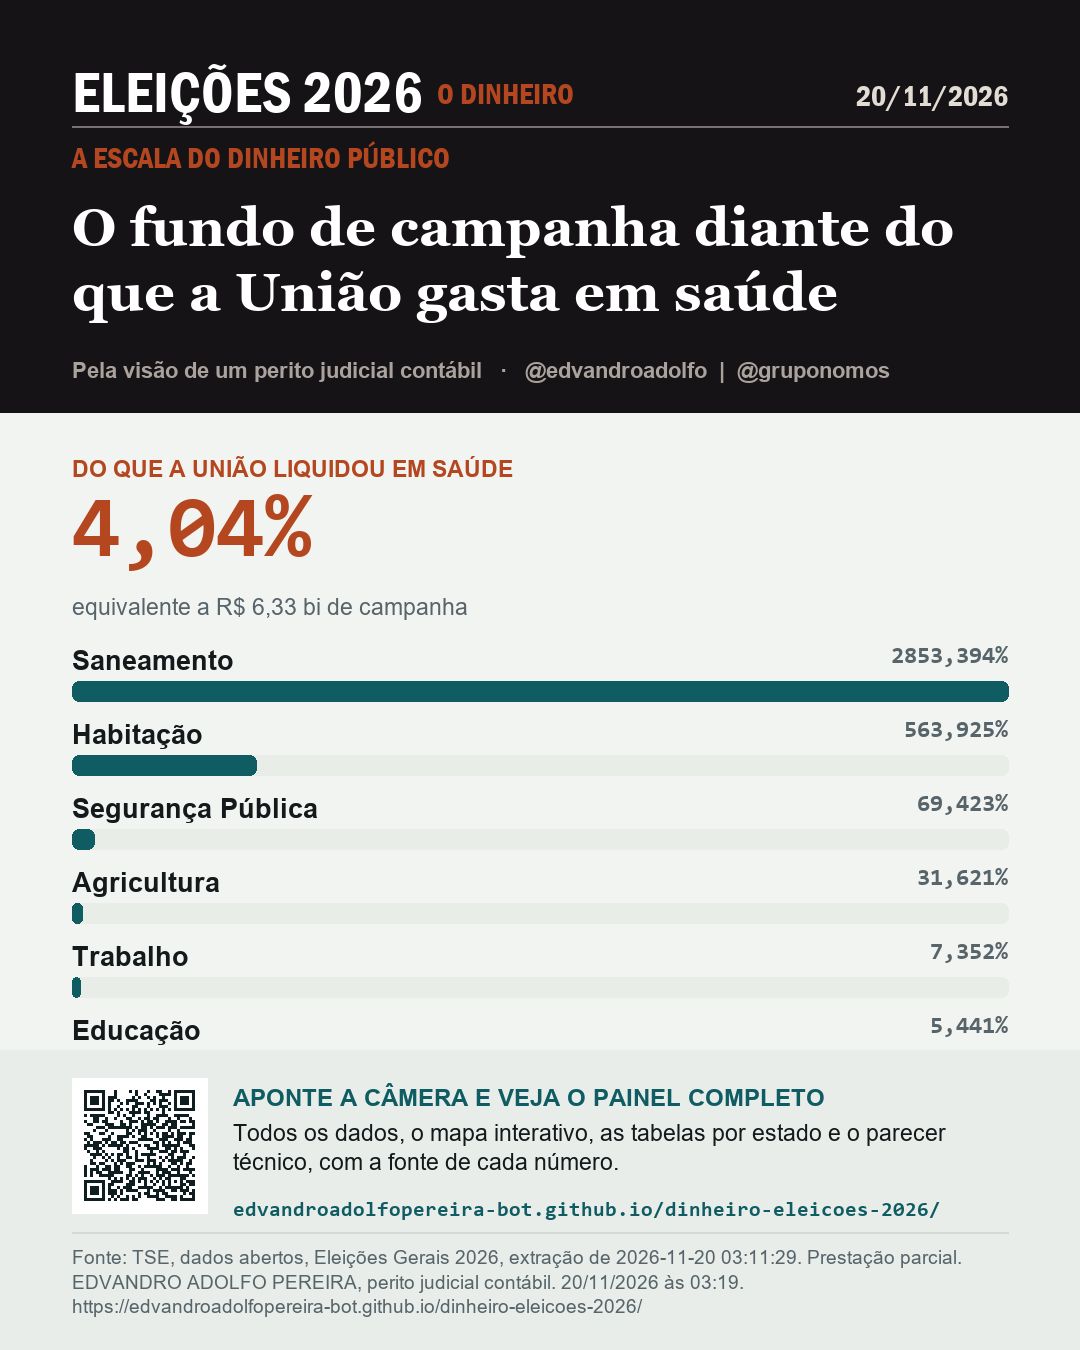 ELEIÇÕES 2026 O DINHEIRO 20/11/2026
A ESCALA DO DINHEIRO PÚBLICO
O fundo de campanha diante do
que a União gasta em saúde
Pela visão de um perito judicial contábil · @edvandroadolfo | @gruponomos
DO QUE A UNIÃO LIQUIDOU EM SAÚDE
4,04%
equivalente a R$ 6,33 bi de campanha
Saneamento 2853,394%
Habitação 563,925%
Segurança Pública 69,423%
Agricultura 31,621%
Trabalho 7,352%
Educação 5,441%
APONTE A CÂMERA E VEJA O PAINEL COMPLETO
Todos os dados, o mapa interativo, as tabelas por estado e o parecer
técnico, com a fonte de cada número.
edvandroadolfopereira-bot.github.io/dinheiro-eleicoes-2026/
Fonte: TSE, dados abertos, Eleições Gerais 2026, extração de 2026-11-20 03:11:29. Prestação parcial.
EDVANDRO ADOLFO PEREIRA, perito judicial contábil. 20/11/2026 às 03:19.
https://edvandroadolfopereira-bot.github.io/dinheiro-eleicoes-2026/